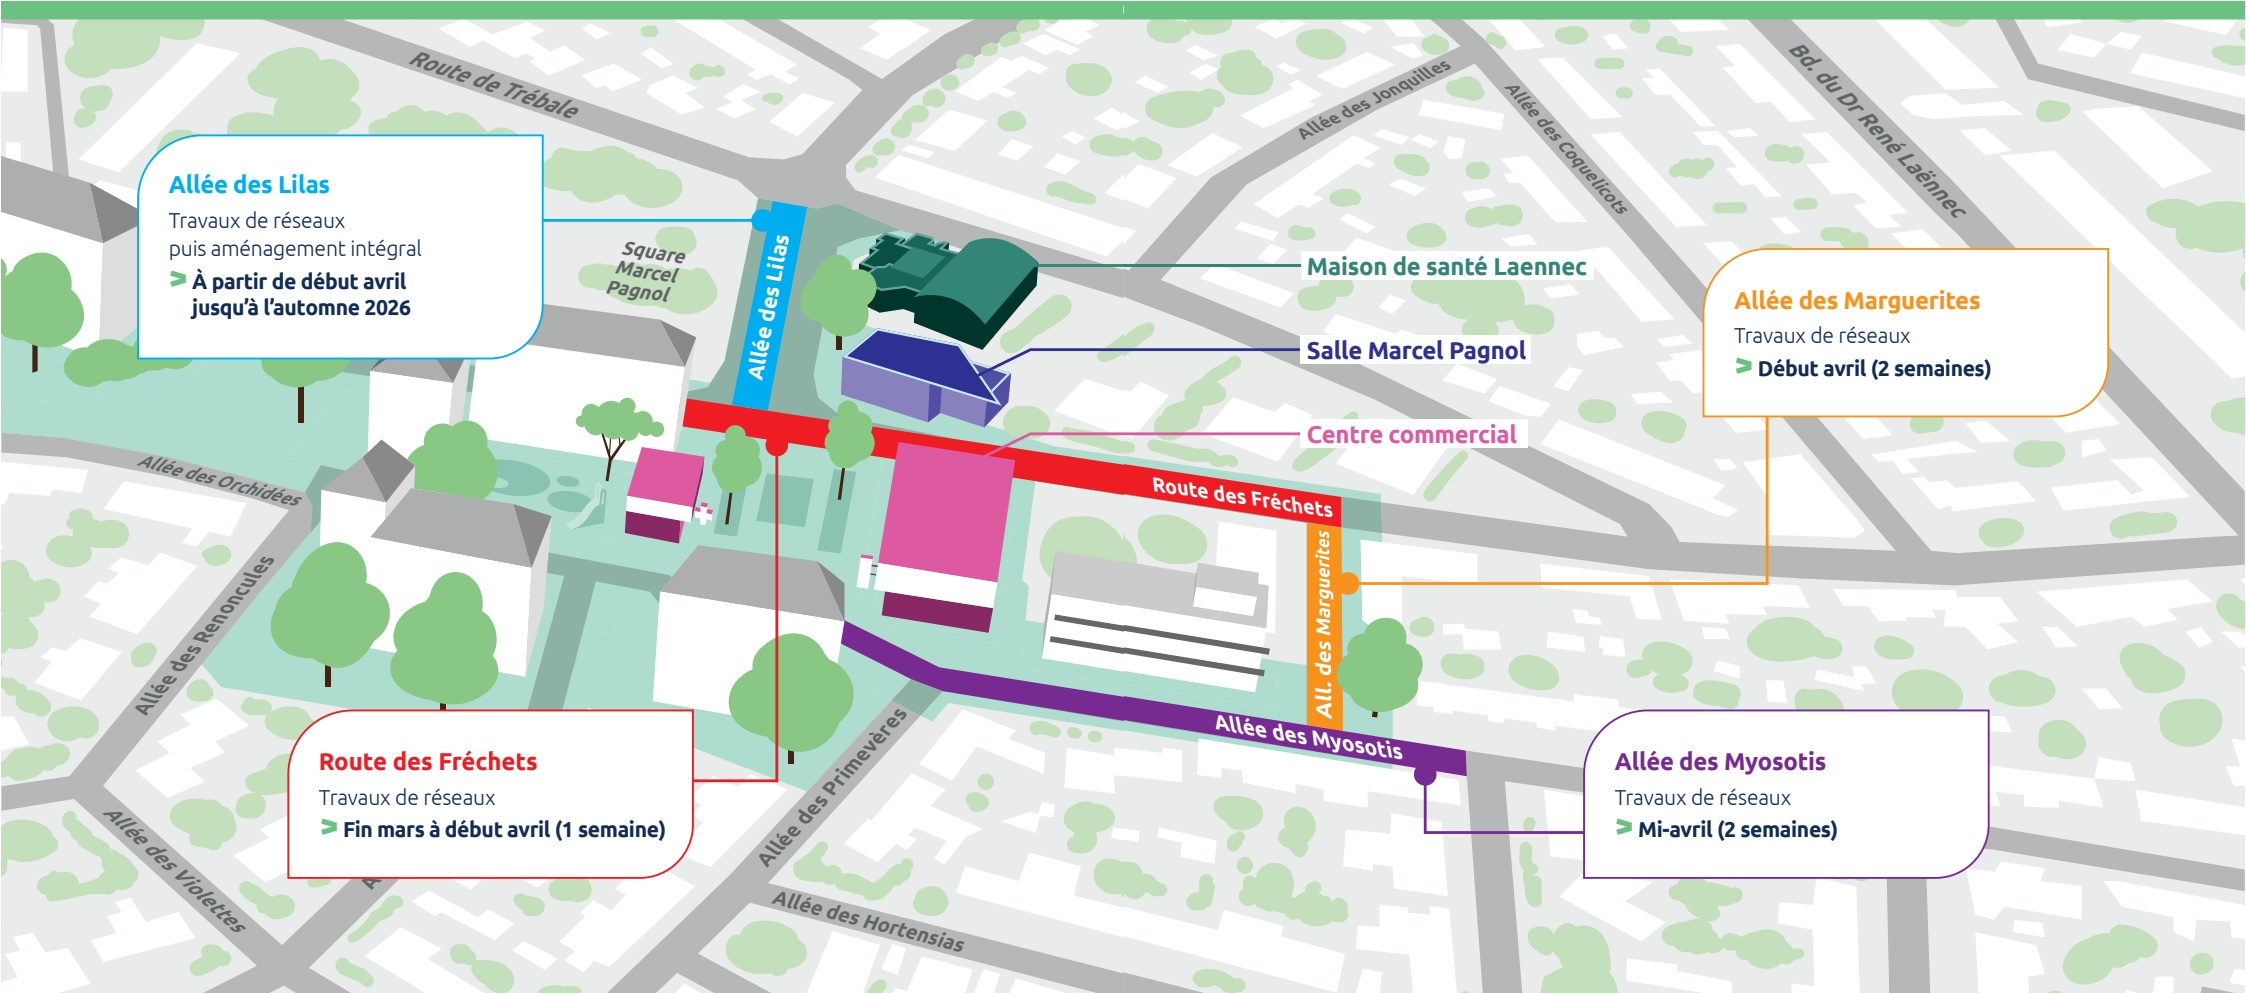 Route de Trébale
Allée des Jonquilles
Allée des Coquelicots
Bd. du Dr René Laënnec
Allée des Lilas
Travaux de réseaux
puis aménagement intégral
> À partir de début avril
jusqu'à l'automne 2026
Square
Marcel
Pagnol
Allée des Lilas
Maison de santé Laennec
Salle Marcel Pagnol
Centre commercial
Allée des Marguerites
Travaux de réseaux
> Début avril (2 semaines)
Allée des Orchidées
Route des Fréchets
All. des Marguerites
Allée des Renoncules
Allée des Myosotis
Allée des Primevères
Route des Fréchets
Travaux de réseaux
> Fin mars à début avril (1 semaine)
Allée des Myosotis
Travaux de réseaux
> Mi-avril (2 semaines)
Allée des Violettes
Allée des Hortensias